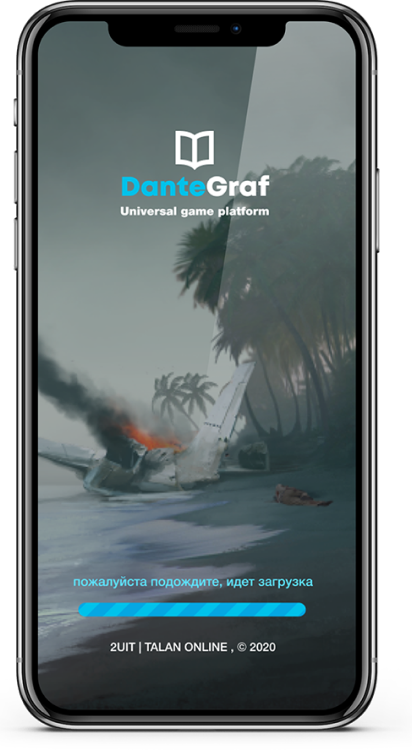 DanteGraf
Universal game platform
пожалуйста подождите, идет загрузка
2UIT | TALAN ONLINE , © 2020